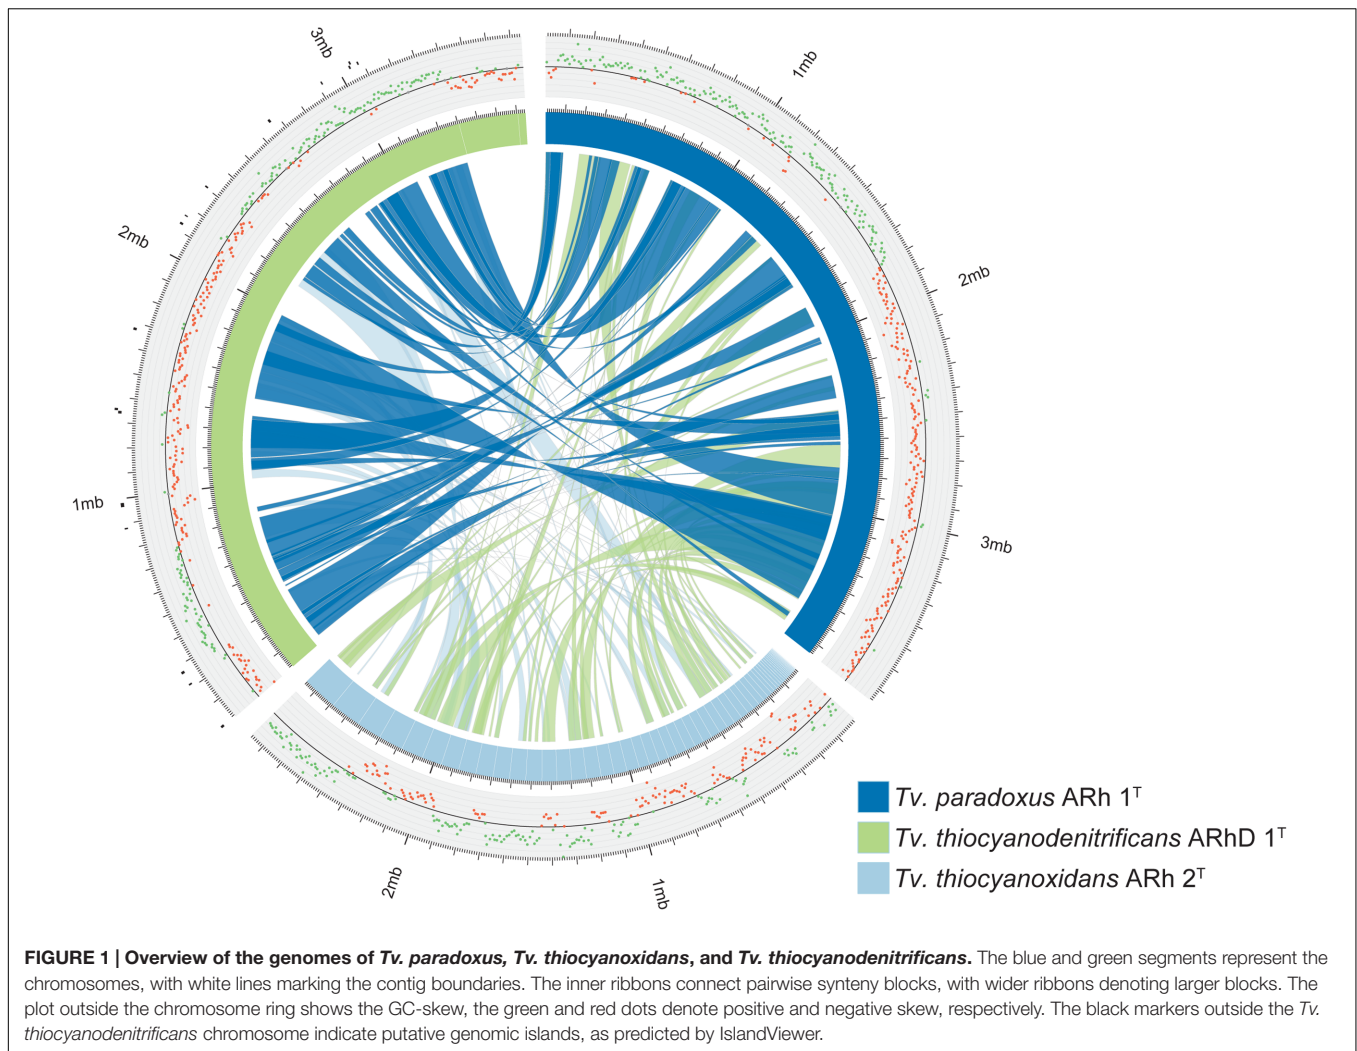 3mb
1mb
2mb
2mb
1mb
3mb
2mb
1mb
Tv. paradoxus ARh 1ᵀ
Tv. thiocyanodenitrificans ARhD 1ᵀ
Tv. thiocyanoxidans ARh 2ᵀ
FIGURE 1 | Overview of the genomes of Tv. paradoxus, Tv. thiocyanoxidans, and Tv. thiocyanodenitrificans. The blue and green segments represent the
chromosomes, with white lines marking the contig boundaries. The inner ribbons connect pairwise synteny blocks, with wider ribbons denoting larger blocks. The
plot outside the chromosome ring shows the GC-skew, the green and red dots denote positive and negative skew, respectively. The black markers outside the Tv.
thiocyanodenitrificans chromosome indicate putative genomic islands, as predicted by IslandViewer.